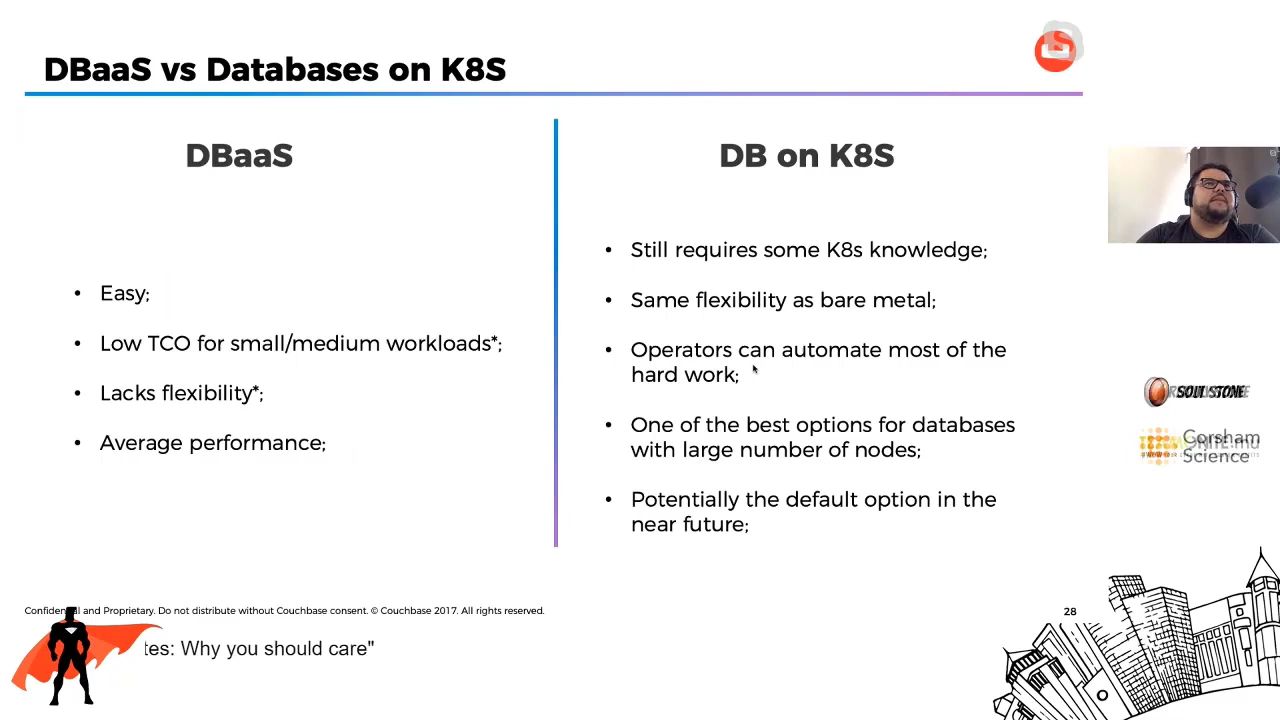 DBaaS vs Databases on K8S
DBaaS
• Easy;
• Low TCO for small/medium workloads*;
• Lacks flexibility*;
• Average performance;
DB on K8S
• Still requires some K8s knowledge;
• Same flexibility as bare metal;
• Operators can automate most of the
hard work;
• One of the best options for databases
with large number of nodes;
• Potentially the default option in the
near future;
SOUL STONE
Corsham
Science
Confidential and Proprietary. Do not distribute without Couchbase consent. © Couchbase 2017. All rights reserved.
28
tes: Why you should care"